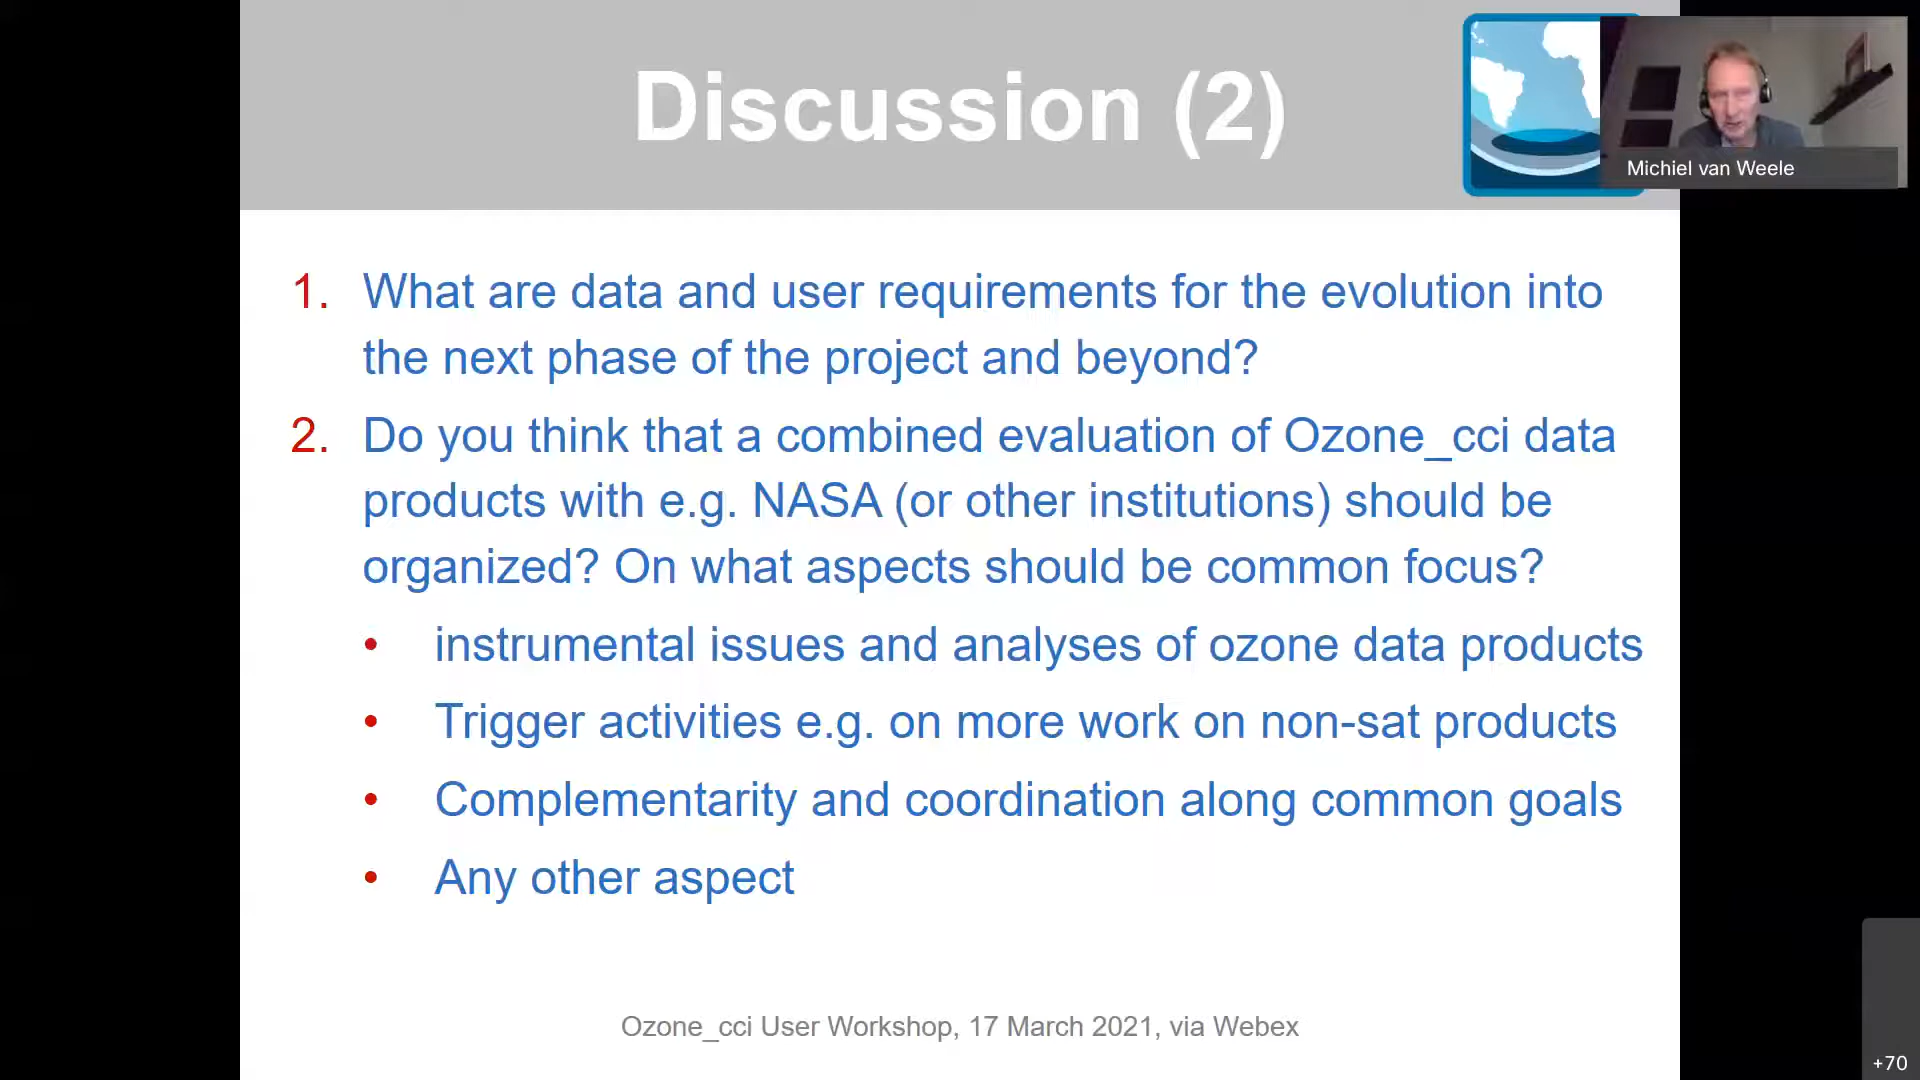 Discussion (2)
Michiel van Weele
1. What are data and user requirements for the evolution into
the next phase of the project and beyond?
2. Do you think that a combined evaluation of Ozone_cci data
products with e.g. NASA (or other institutions) should be
organized? On what aspects should be common focus?
• instrumental issues and analyses of ozone data products
• Trigger activities e.g. on more work on non-sat products
• Complementarity and coordination along common goals
• Any other aspect
Ozone_cci User Workshop, 17 March 2021, via Webex
+70